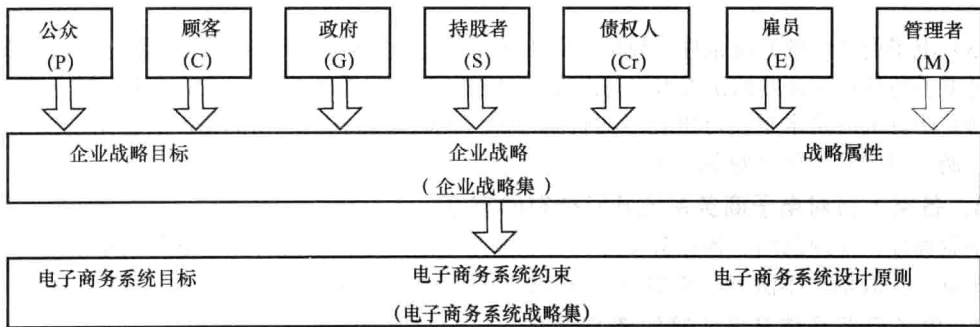 公众 顾客 政府 持股者 债权人 雇员 管理者
(P) (C) (G) (S) (Cr) (E) (M)
企业战略目标 企业战略 战略属性
( 企业战略集 )
电子商务系统目标 电子商务系统约束 电子商务系统设计原则
(电子商务系统战略集)